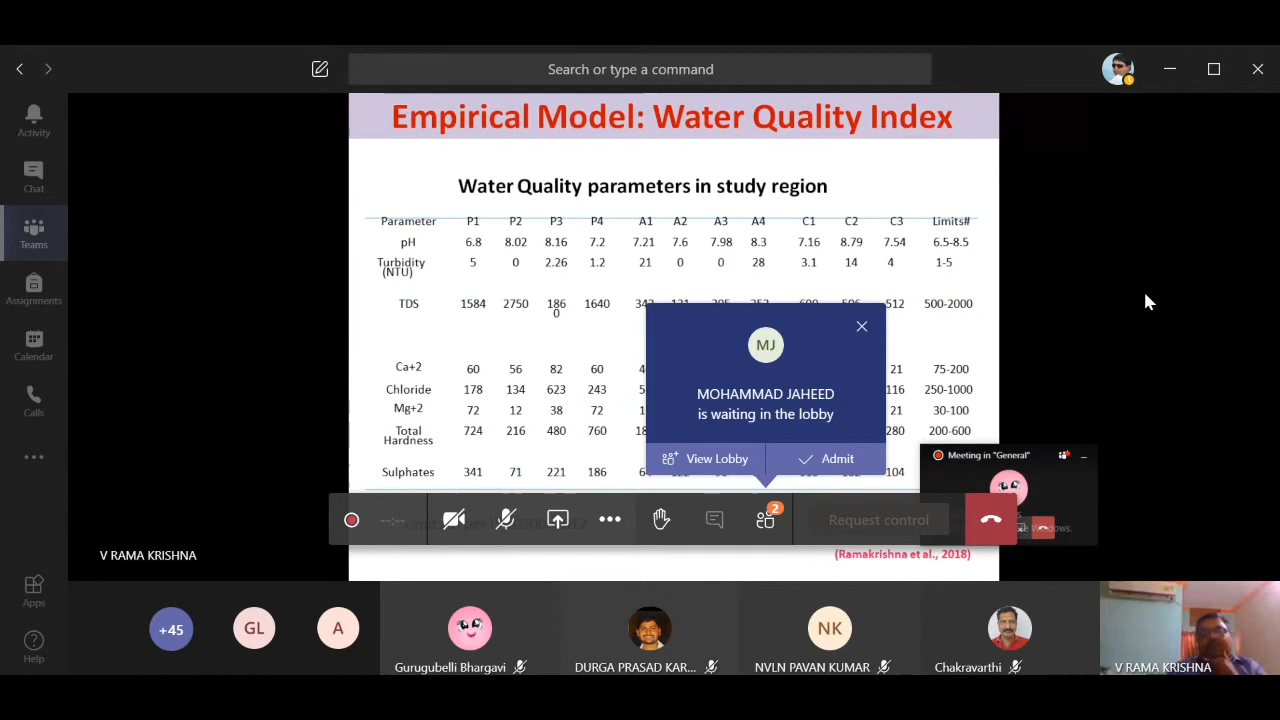 Search or type a command
Activity
Chat
Teams
Assignments
Calendar
Calls
Apps
Help
Empirical Model: Water Quality Index
Water Quality parameters in study region
Parameter P1 P2 P3 P4 A1 A2 A3 A4 C1 C2 C3 Limits#
pH 6.8 8.02 8.16 7.2 7.21 7.6 7.98 8.3 7.16 8.79 7.54 6.5-8.5
Turbidity 5 0 2.26 1.2 21 0 0 28 3.1 14 4 1-5
(NTU)
TDS 1584 2750 186 1640 512 500-2000
0
Ca+2 60 56 82 60 21 75-200
Chloride 178 134 623 243 116 250-1000
Mg+2 72 12 38 72 21 30-100
Total 724 216 480 760 280 200-600
Hardness
Sulphates 341 71 221 186 104
MJ
MOHAMMAD JAHEED
is waiting in the lobby
View Lobby Admit
Meeting in "General"
--:-- 2 Request control
(Ramakrishna et al., 2018)
V RAMA KRISHNA
+45 GL A NK
Gurugubelli Bhargavi DURGA PRASAD KAR... NVLN PAVAN KUMAR Chakravarthi V RAMA KRISHNA